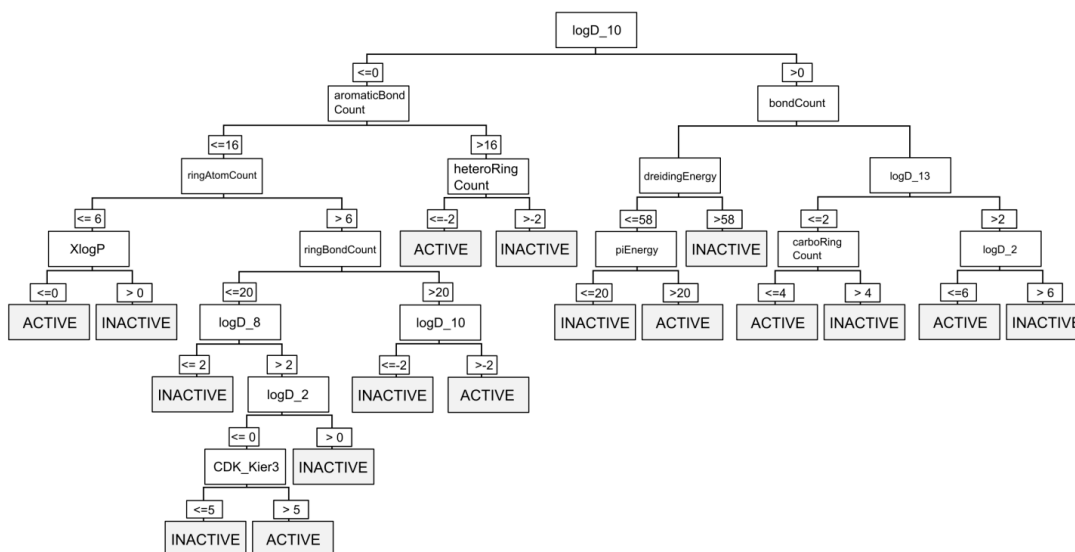 logD_10
<=0
>0
aromaticBond
Count
bondCount
<=16
>16
ringAtomCount
heteroRing
Count
dreidingEnergy
logD_13
<= 6
> 6
<=-2
>-2
<=58
>58
<=2
>2
XlogP
ringBondCount
ACTIVE
INACTIVE
piEnergy
INACTIVE
carboRing
Count
logD_2
<=0
> 0
<=20
>20
<=20
>20
<=4
> 4
<=6
> 6
ACTIVE
INACTIVE
logD_8
logD_10
INACTIVE
ACTIVE
ACTIVE
INACTIVE
ACTIVE
INACTIVE
<= 2
> 2
<=-2
>-2
INACTIVE
logD_2
INACTIVE
ACTIVE
<= 0
> 0
CDK_Kier3
INACTIVE
<=5
> 5
INACTIVE
ACTIVE